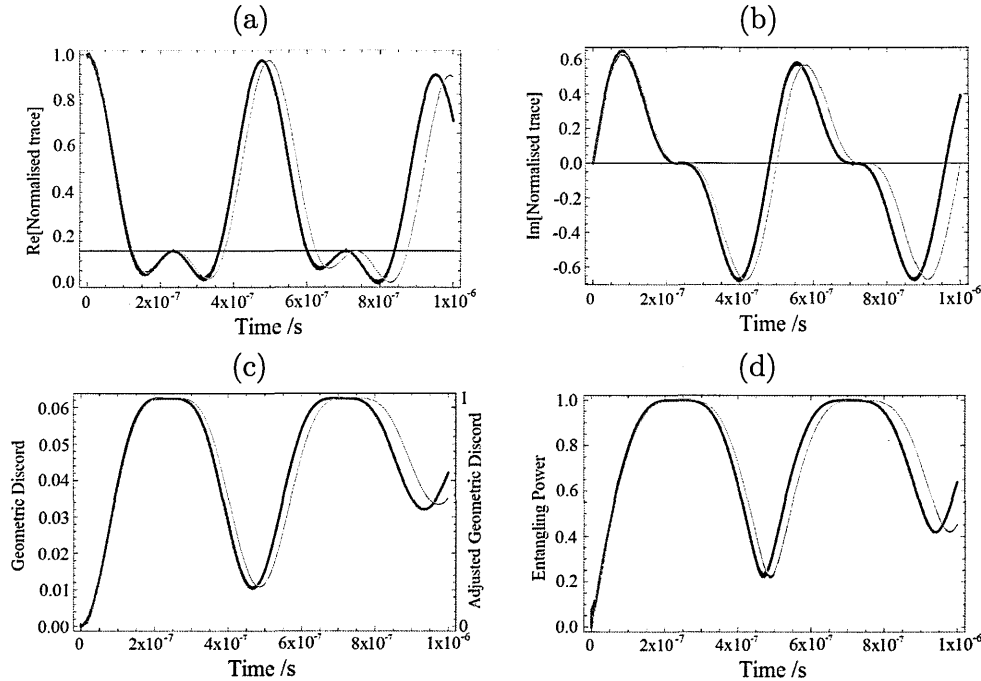 (a)
Re[Normalised trace]
1.0
0.8
0.6
0.4
0.2
0.0
0
2x10⁻⁷
4x10⁻⁷
6x10⁻⁷
8x10⁻⁷
1x10⁻⁶
Time /s
(b)
Im[Normalised trace]
0.6
0.4
0.2
0.0
-0.2
-0.4
-0.6
0
2x10⁻⁷
4x10⁻⁷
6x10⁻⁷
8x10⁻⁷
1x10⁻⁶
Time /s
(c)
Geometric Discord
0.06
0.05
0.04
0.03
0.02
0.01
0.00
1
0
Adjusted Geometric Discord
0
2x10⁻⁷
4x10⁻⁷
6x10⁻⁷
8x10⁻⁷
1x10⁻⁶
Time /s
(d)
Entangling Power
1.0
0.8
0.6
0.4
0.2
0.0
0
2x10⁻⁷
4x10⁻⁷
6x10⁻⁷
8x10⁻⁷
1x10⁻⁶
Time /s